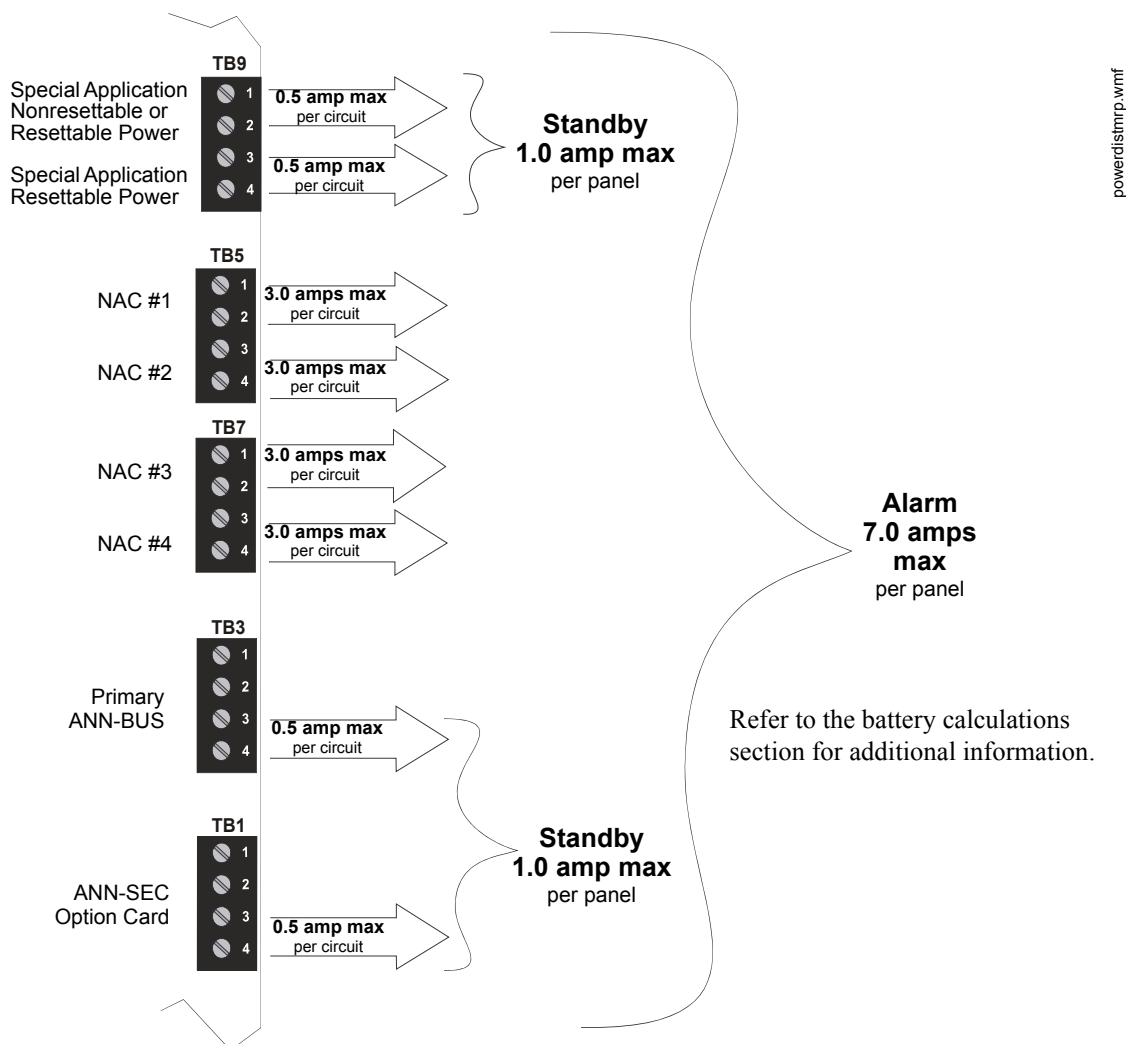 TB9
Special Application
Nonresettable or
Resettable Power
1
2
3
4
0.5 amp max
per circuit
Special Application
Resettable Power
0.5 amp max
per circuit
Standby
1.0 amp max
per panel
powerdistmrp.wmf
TB5
NAC #1
1
2
3
4
3.0 amps max
per circuit
NAC #2
3.0 amps max
per circuit
TB7
NAC #3
1
2
3
4
3.0 amps max
per circuit
NAC #4
3.0 amps max
per circuit
Alarm
7.0 amps
max
per panel
TB3
1
2
3
4
Primary
ANN-BUS
0.5 amp max
per circuit
Refer to the battery calculations
section for additional information.
TB1
1
2
3
4
ANN-SEC
Option Card
0.5 amp max
per circuit
Standby
1.0 amp max
per panel